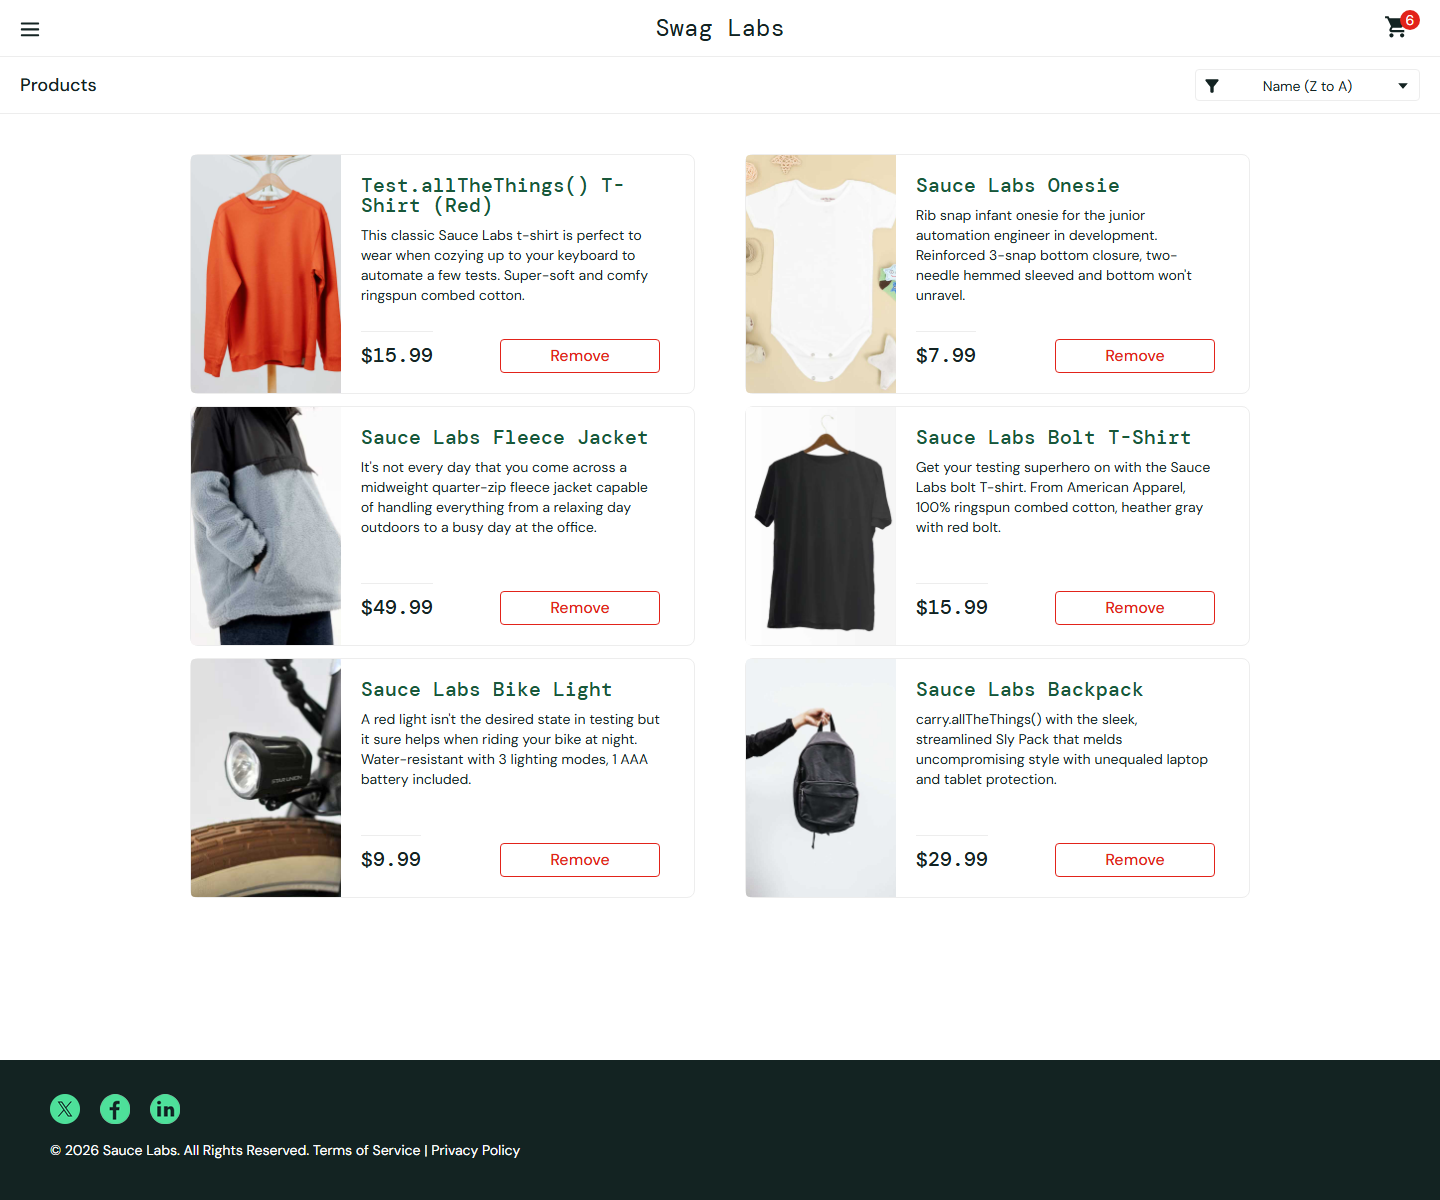 Swag Labs
6
Products
Name (Z to A)
Test.allTheThings() T-
Shirt (Red)
This classic Sauce Labs t-shirt is perfect to
wear when cozying up to your keyboard to
automate a few tests. Super-soft and comfy
ringspun combed cotton.
$15.99
Remove
Sauce Labs Onesie
Rib snap infant onesie for the junior
automation engineer in development.
Reinforced 3-snap bottom closure, two-
needle hemmed sleeved and bottom won't
unravel.
$7.99
Remove
Sauce Labs Fleece Jacket
It's not every day that you come across a
midweight quarter-zip fleece jacket capable
of handling everything from a relaxing day
outdoors to a busy day at the office.
$49.99
Remove
Sauce Labs Bolt T-Shirt
Get your testing superhero on with the Sauce
Labs bolt T-shirt. From American Apparel,
100% ringspun combed cotton, heather gray
with red bolt.
$15.99
Remove
Sauce Labs Bike Light
A red light isn't the desired state in testing but
it sure helps when riding your bike at night.
Water-resistant with 3 lighting modes, 1 AAA
battery included.
$9.99
Remove
Sauce Labs Backpack
carry.allTheThings() with the sleek,
streamlined Sly Pack that melds
uncompromising style with unequaled laptop
and tablet protection.
$29.99
Remove
© 2026 Sauce Labs. All Rights Reserved. Terms of Service | Privacy Policy